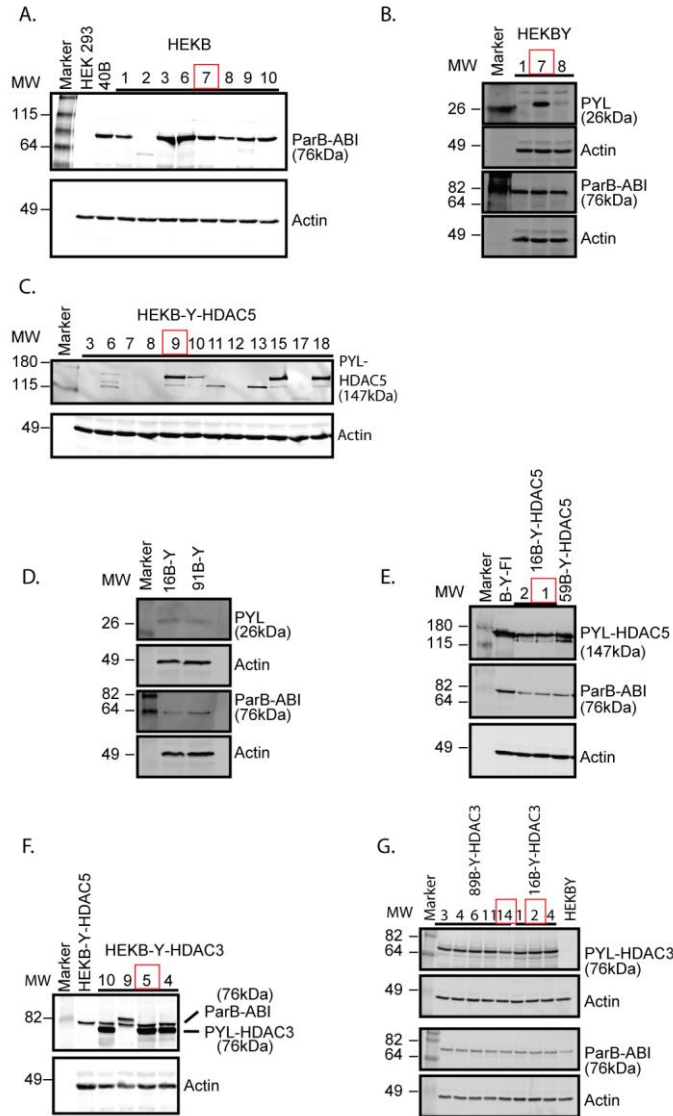 A.
HEKB
MW
Marker
HEK 293
40B
1 2 3 6 7 8 9 10
115
64
ParB-ABI
(76kDa)
49
Actin
B.
HEKBY
Marker
1 7 8
26
PYL
(26kDa)
49
Actin
82
64
ParB-ABI
(76kDa)
49
Actin
C.
HEKB-Y-HDAC5
MW
Marker
3 6 7 8 9 10 11 12 13 15 17 18
180
115
PYL-
HDAC5
(147kDa)
49
Actin
D.
MW
Marker
16B-Y
91B-Y
26
PYL
(26kDa)
49
Actin
82
64
ParB-ABI
(76kDa)
49
Actin
E.
MW
Marker
B-Y-Fl
16B-Y-HDAC5
2 1
59B-Y-HDAC5
180
115
PYL-HDAC5
(147kDa)
82
64
ParB-ABI
(76kDa)
49
Actin
F.
MW
Marker
HEKB-Y-HDAC5
HEKB-Y-HDAC3
10 9 5 4
82
(76kDa)
ParB-ABI
PYL-HDAC3
(76kDa)
49
Actin
G.
MW
Marker
89B-Y-HDAC3
16B-Y-HDAC3
HEKBY
3 4 6 11 14 1 2 4
82
64
PYL-HDAC3
(76kDa)
49
Actin
82
64
ParB-ABI
(76kDa)
49
Actin